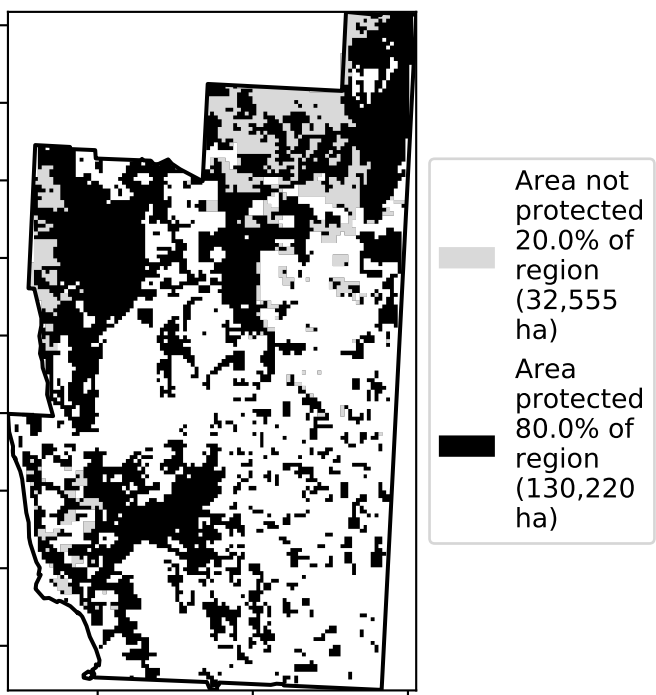 Area not
protected
20.0% of
region
(32,555
ha)
Area
protected
80.0% of
region
(130,220
ha)